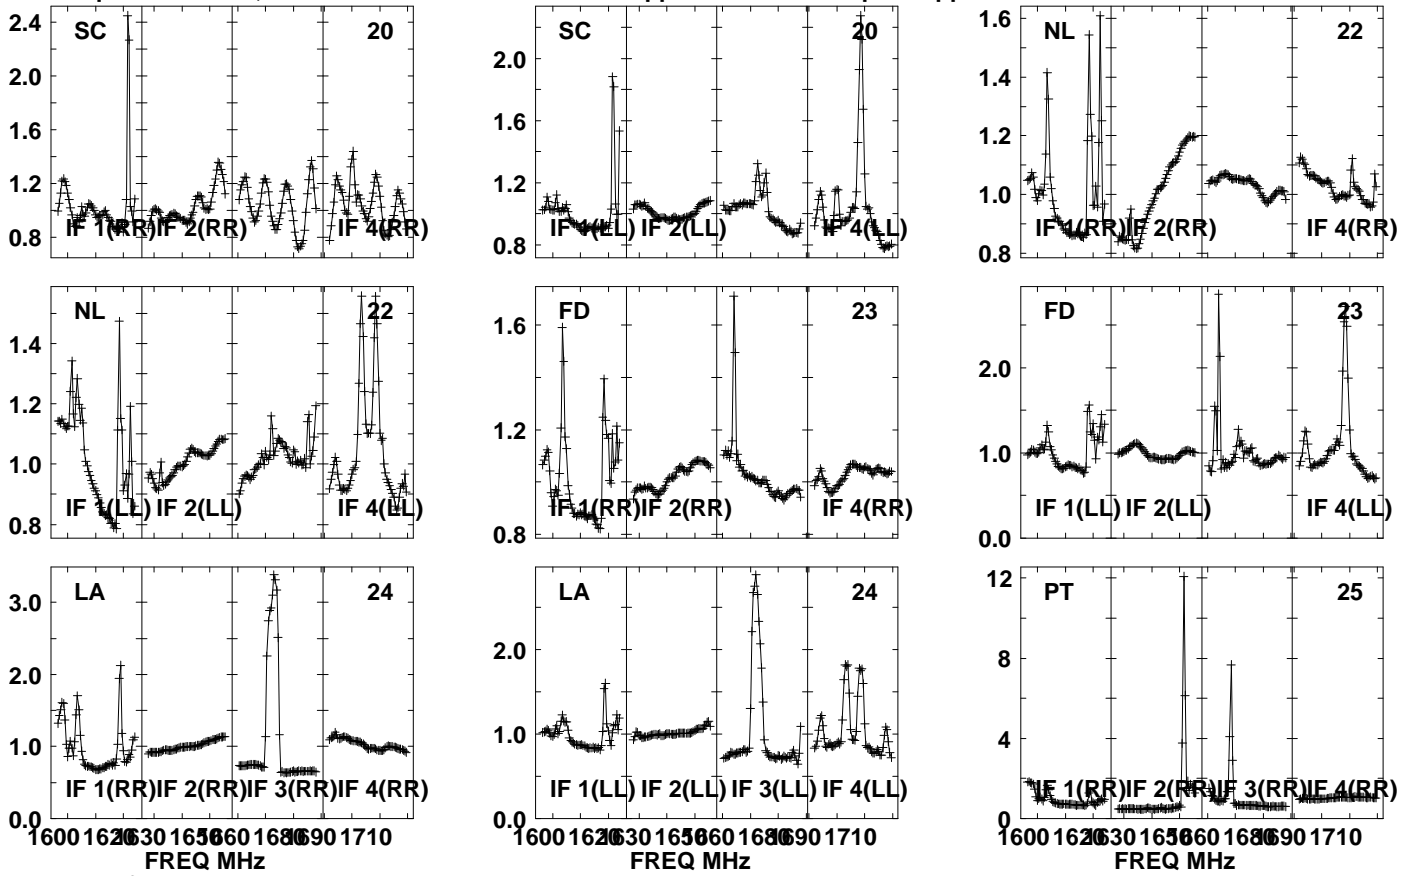 SC 20
2.4
2.0
1.6
1.2
0.8
IF 1(RR) IF 2(RR) IF 4(RR)
SC 20
2.0
1.6
1.2
0.8
IF 1(LL) IF 2(LL) IF 4(LL)
NL 22
1.6
1.4
1.2
1.0
0.8
IF 1(RR) IF 2(RR) IF 4(RR)
NL 22
1.4
1.2
1.0
0.8
IF 1(LL) IF 2(LL) IF 4(LL)
FD 23
1.6
1.2
0.8
IF 1(RR) IF 2(RR) IF 4(RR)
FD 23
2.0
1.0
0.0
IF 1(LL) IF 2(LL) IF 4(LL)
LA 24
3.0
2.0
1.0
0.0
IF 1(RR) IF 2(RR) IF 3(RR) IF 4(RR)
1600 1620 1630 1650 1660 1680 1690 1710
FREQ MHz
LA 24
2.0
1.0
0.0
IF 1(LL) IF 2(LL) IF 3(LL) IF 4(LL)
1600 1620 1630 1650 1660 1680 1690 1710
FREQ MHz
PT 25
12
8
4
0
IF 1(RR) IF 2(RR) IF 3(RR) IF 4(RR)
1600 1620 1630 1650 1660 1680 1690 1710
FREQ MHz